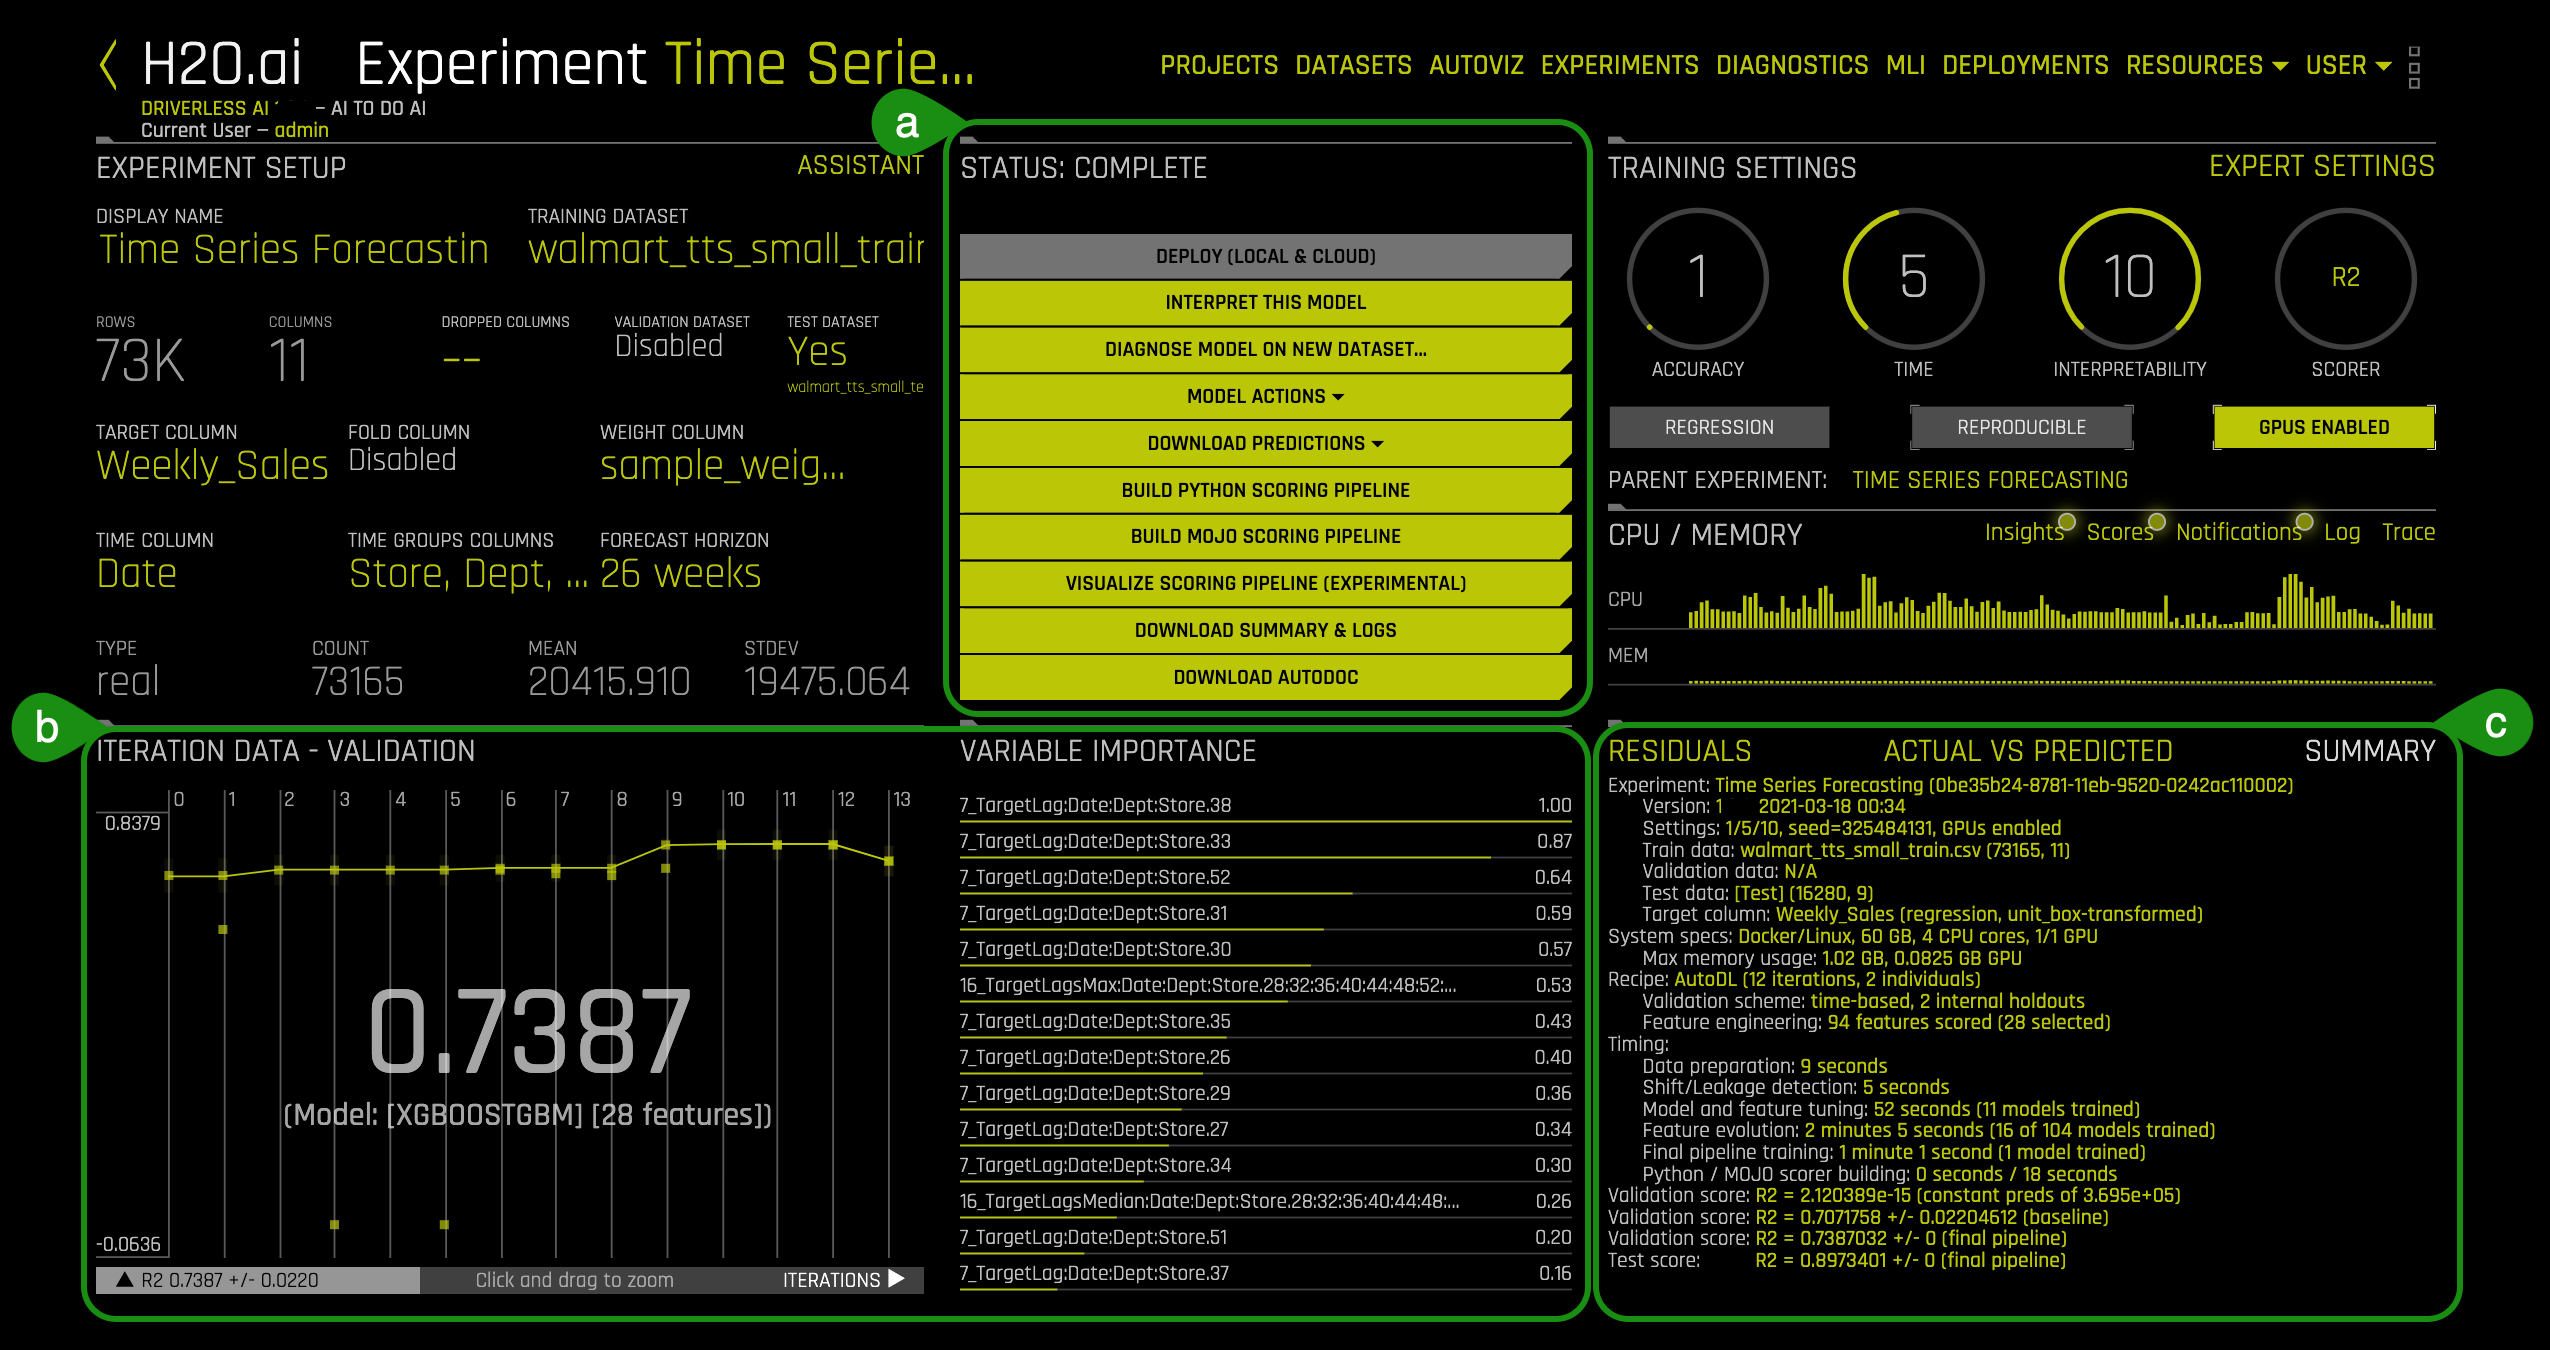 H2O.ai Experiment Time Serie...
PROJECTS DATASETS AUTOVIZ EXPERIMENTS DIAGNOSTICS MLI DEPLOYMENTS RESOURCES USER
DRIVERLESS AI – AI TO DO AI
Current User – admin
a
EXPERIMENT SETUP ASSISTANT
DISPLAY NAME TRAINING DATASET
Time Series Forecastin walmart_tts_small_trair
ROWS COLUMNS DROPPED COLUMNS VALIDATION DATASET TEST DATASET
73K 11 -- Disabled Yes
walmart_tts_small_te
TARGET COLUMN FOLD COLUMN WEIGHT COLUMN
Weekly_Sales Disabled sample_weig...
TIME COLUMN TIME GROUPS COLUMNS FORECAST HORIZON
Date Store, Dept, ... 26 weeks
TYPE COUNT MEAN STDEV
real 73165 20415.910 19475.064
STATUS: COMPLETE
DEPLOY (LOCAL & CLOUD)
INTERPRET THIS MODEL
DIAGNOSE MODEL ON NEW DATASET...
MODEL ACTIONS
DOWNLOAD PREDICTIONS
BUILD PYTHON SCORING PIPELINE
BUILD MOJO SCORING PIPELINE
VISUALIZE SCORING PIPELINE (EXPERIMENTAL)
DOWNLOAD SUMMARY & LOGS
DOWNLOAD AUTODOC
TRAINING SETTINGS EXPERT SETTINGS
1 5 10 R2
ACCURACY TIME INTERPRETABILITY SCORER
REGRESSION REPRODUCIBLE GPUS ENABLED
PARENT EXPERIMENT: TIME SERIES FORECASTING
CPU / MEMORY Insights Scores Notifications Log Trace
CPU
MEM
b
ITERATION DATA - VALIDATION
0 1 2 3 4 5 6 7 8 9 10 11 12 13
0.8379
0.7387
(Model: [XGBOOSTGBM] [28 features])
-0.0636
R2 0.7387 +/- 0.0220 Click and drag to zoom ITERATIONS
VARIABLE IMPORTANCE
7_TargetLag:Date:Dept:Store.38 1.00
7_TargetLag:Date:Dept:Store.33 0.87
7_TargetLag:Date:Dept:Store.52 0.64
7_TargetLag:Date:Dept:Store.31 0.59
7_TargetLag:Date:Dept:Store.30 0.57
16_TargetLagsMax:Date:Dept:Store.28:32:36:40:44:48:52:... 0.53
7_TargetLag:Date:Dept:Store.35 0.43
7_TargetLag:Date:Dept:Store.26 0.40
7_TargetLag:Date:Dept:Store.29 0.36
7_TargetLag:Date:Dept:Store.27 0.34
7_TargetLag:Date:Dept:Store.34 0.30
16_TargetLagsMedian:Date:Dept:Store.28:32:36:40:44:48:... 0.26
7_TargetLag:Date:Dept:Store.51 0.20
7_TargetLag:Date:Dept:Store.37 0.16
c
RESIDUALS ACTUAL VS PREDICTED SUMMARY
Experiment: Time Series Forecasting (0be35b24-8781-11eb-9520-0242ac110002)
Version: 1 2021-03-18 00:34
Settings: 1/5/10, seed=325484131, GPUs enabled
Train data: walmart_tts_small_train.csv (73165, 11)
Validation data: N/A
Test data: [Test] (16280, 9)
Target column: Weekly_Sales (regression, unit_box-transformed)
System specs: Docker/Linux, 60 GB, 4 CPU cores, 1/1 GPU
Max memory usage: 1.02 GB, 0.0825 GB GPU
Recipe: AutoDL (12 iterations, 2 individuals)
Validation scheme: time-based, 2 internal holdouts
Feature engineering: 94 features scored (28 selected)
Timing:
Data preparation: 9 seconds
Shift/Leakage detection: 5 seconds
Model and feature tuning: 52 seconds (11 models trained)
Feature evolution: 2 minutes 5 seconds (16 of 104 models trained)
Final pipeline training: 1 minute 1 second (1 model trained)
Python / MOJO scorer building: 0 seconds / 18 seconds
Validation score: R2 = 2.120389e-15 (constant preds of 3.695e+05)
Validation score: R2 = 0.7071758 +/- 0.02204612 (baseline)
Validation score: R2 = 0.7387032 +/- 0 (final pipeline)
Test score: R2 = 0.8973401 +/- 0 (final pipeline)